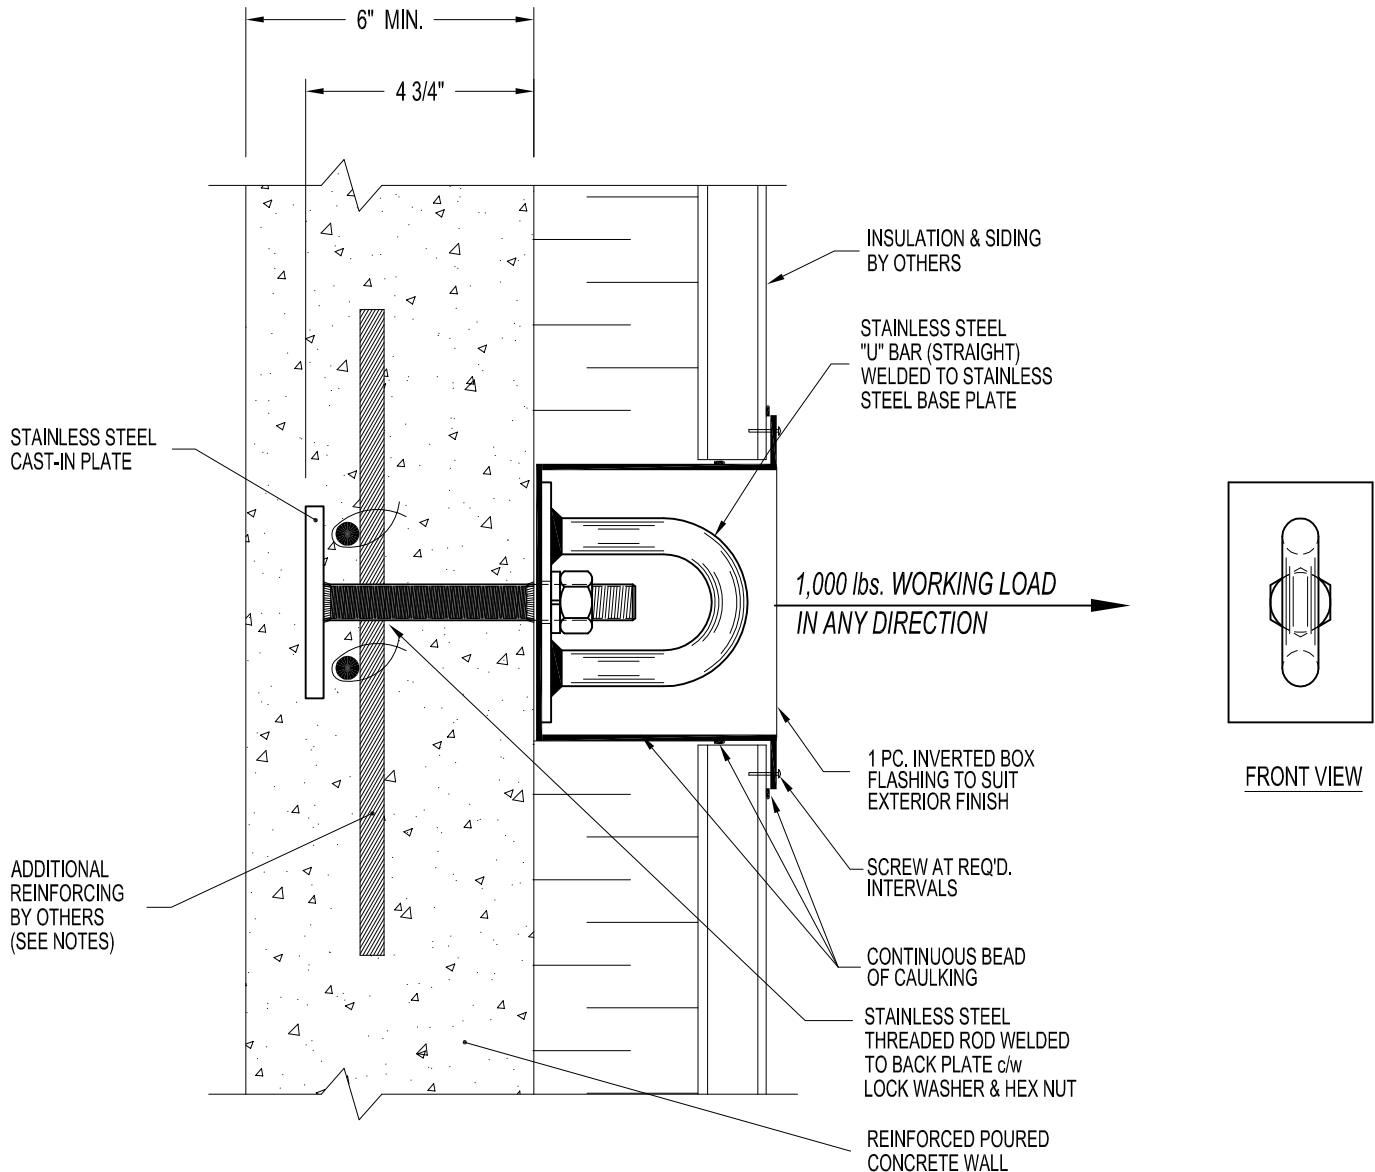 6" MIN.
4 3/4"
INSULATION & SIDING
BY OTHERS
STAINLESS STEEL
"U" BAR (STRAIGHT)
WELDED TO STAINLESS
STEEL BASE PLATE
STAINLESS STEEL
CAST-IN PLATE
1,000 lbs. WORKING LOAD
IN ANY DIRECTION
1 PC. INVERTED BOX
FLASHING TO SUIT
EXTERIOR FINISH
FRONT VIEW
SCREW AT REQ'D.
INTERVALS
ADDITIONAL
REINFORCING
BY OTHERS
(SEE NOTES)
CONTINUOUS BEAD
OF CAULKING
STAINLESS STEEL
THREADED ROD WELDED
TO BACK PLATE c/w
LOCK WASHER & HEX NUT
REINFORCED POURED
CONCRETE WALL